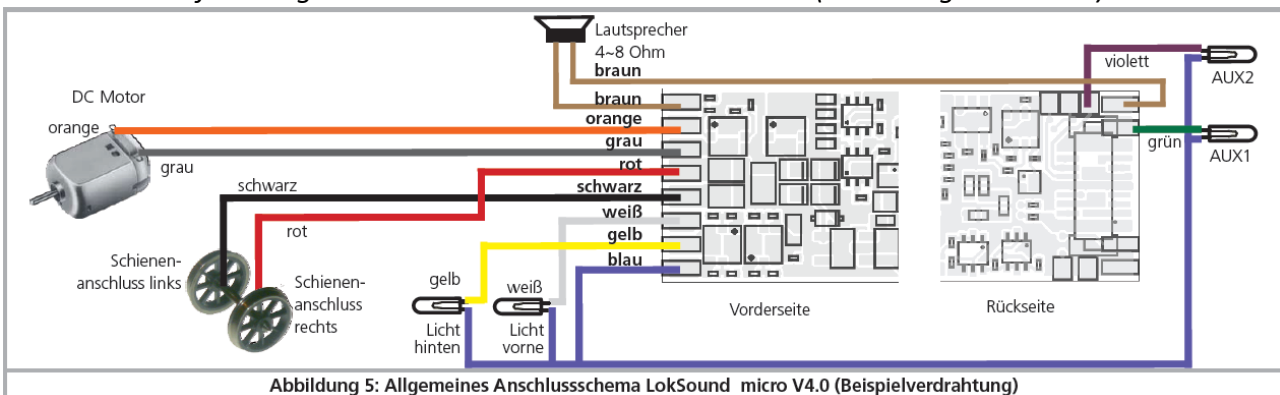 Lautsprecher
4~8 Ohm
braun
violett
AUX2
DC Motor
braun
orange
orange
grau
grün
AUX1
grau
rot
schwarz
schwarz
weiß
rot
gelb
blau
Schienen-
anschluss links
Schienen-
anschluss
rechts
gelb
weiß
Licht
hinten
Licht
vorne
Vorderseite
Rückseite
Abbildung 5: Allgemeines Anschlussschema LokSound micro V4.0 (Beispielverdrahtung)